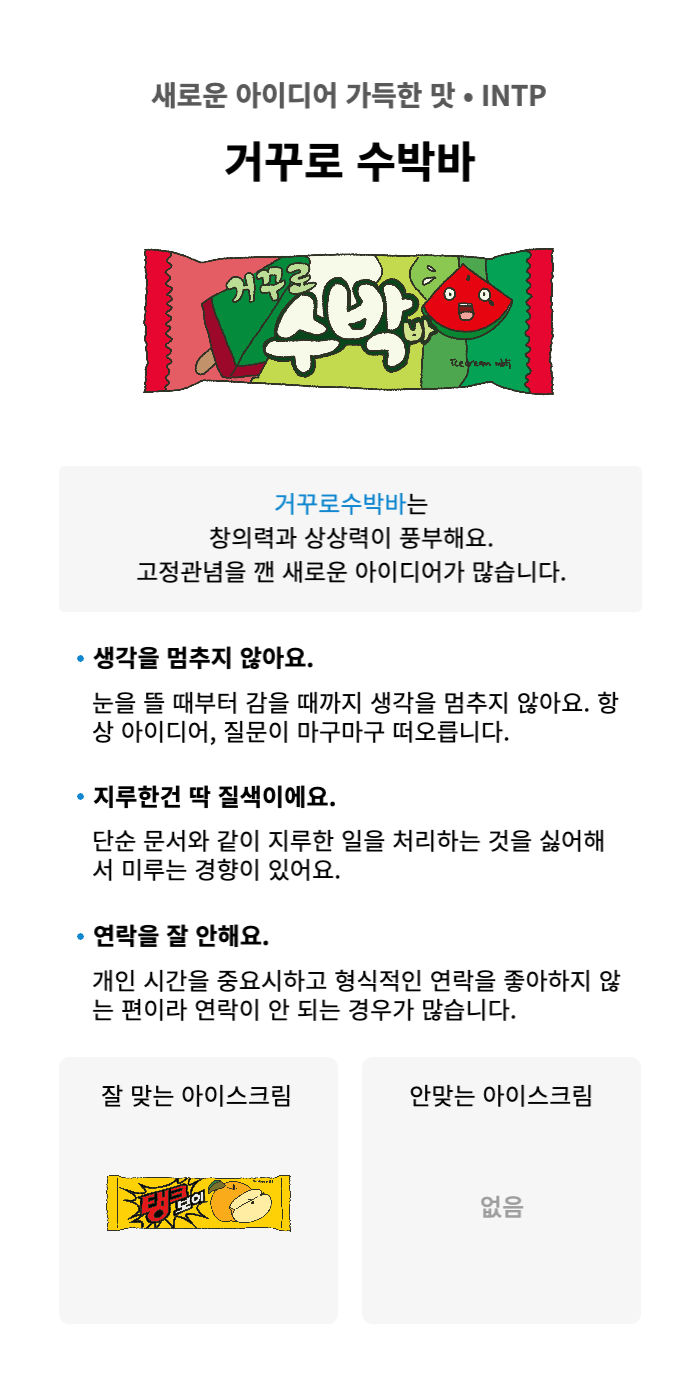 새로운 아이디어 가득한 맛 • INTP
거꾸로 수박바
거꾸로
수박바
Icecream mbti
거꾸로수박바는
창의력과 상상력이 풍부해요.
고정관념을 깬 새로운 아이디어가 많습니다.
• 생각을 멈추지 않아요.
눈을 뜰 때부터 감을 때까지 생각을 멈추지 않아요. 항
상 아이디어, 질문이 마구마구 떠오릅니다.
• 지루한건 딱 질색이에요.
단순 문서와 같이 지루한 일을 처리하는 것을 싫어해
서 미루는 경향이 있어요.
• 연락을 잘 안해요.
개인 시간을 중요시하고 형식적인 연락을 좋아하지 않
는 편이라 연락이 안 되는 경우가 많습니다.
잘 맞는 아이스크림
탱크
보이
안맞는 아이스크림
없음